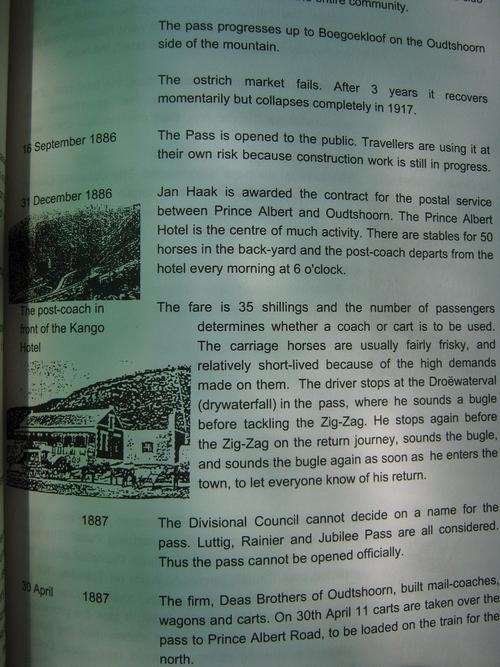 entire community.
The pass progresses up to Boegoekloof on the Oudtshoorn
side of the mountain.
The ostrich market fails. After 3 years it recovers
momentarily but collapses completely in 1917.
16 September 1886
The Pass is opened to the public. Travellers are using it at
their own risk because construction work is still in progress.
31 December 1886
Jan Haak is awarded the contract for the postal service
between Prince Albert and Oudtshoorn. The Prince Albert
Hotel is the centre of much activity. There are stables for 50
horses in the back-yard and the post-coach departs from the
hotel every morning at 6 o'clock.
The post-coach in
front of the Kango
Hotel
The fare is 35 shillings and the number of passengers
determines whether a coach or cart is to be used.
The carriage horses are usually fairly frisky, and
relatively short-lived because of the high demands
made on them. The driver stops at the Droëwaterval
(drywaterfall) in the pass, where he sounds a bugle
before tackling the Zig-Zag. He stops again before
the Zig-Zag on the return journey, sounds the bugle,
and sounds the bugle again as soon as he enters the
town, to let everyone know of his return.
1887
The Divisional Council cannot decide on a name for the
pass. Luttig, Rainier and Jubilee Pass are all considered.
Thus the pass cannot be opened officially.
30 April 1887
The firm, Deas Brothers of Oudtshoorn, built mail-coaches,
wagons and carts. On 30th April 11 carts are taken over the
pass to Prince Albert Road, to be loaded on the train for the
north.